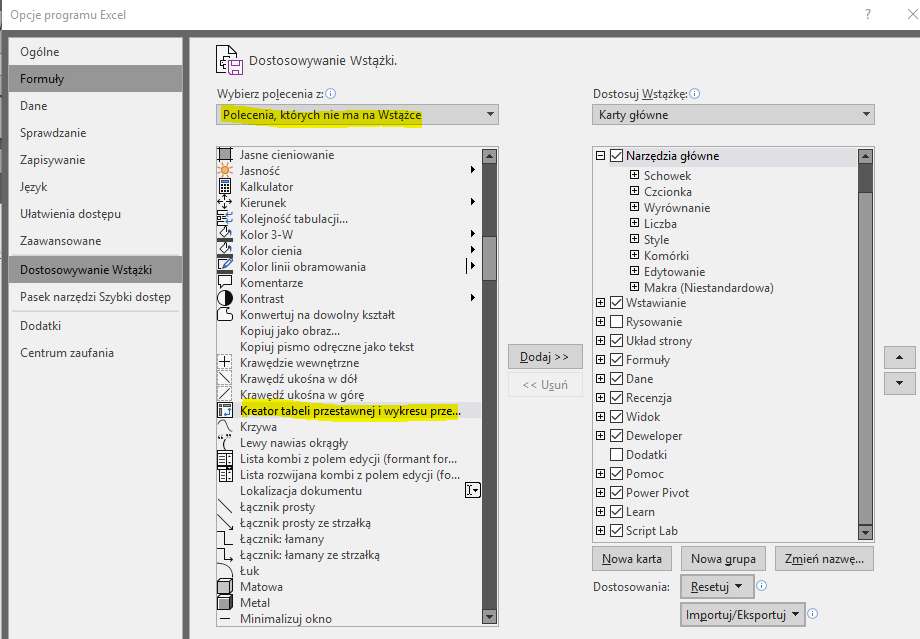 Opcje programu Excel
?
Ogólne
Formuły
Dane
Sprawdzanie
Zapisywanie
Język
Ułatwienia dostępu
Zaawansowane
Dostosowywanie Wstążki
Pasek narzędzi Szybki dostęp
Dodatki
Centrum zaufania
Dostosowywanie Wstążki.
Wybierz polecenia z:
Polecenia, których nie ma na Wstążce
Jasne cieniowanie
Jasność
Kalkulator
Kierunek
Kolejność tabulacji...
Kolor 3-W
Kolor cienia
Kolor linii obramowania
Komentarze
Kontrast
Konwertuj na dowolny kształt
Kopiuj jako obraz...
Kopiuj pismo odręczne jako tekst
Krawędzie wewnętrzne
Krawędź ukośna w dół
Krawędź ukośna w górę
Kreator tabeli przestawnej i wykresu prze...
Krzywa
Lewy nawias okrągły
Lista kombi z polem edycji (formant for...
Lista rozwijana kombi z polem edycji (fo...
Lokalizacja dokumentu
Łącznik prosty
Łącznik prosty ze strzałką
Łącznik: łamany
Łącznik: łamany ze strzałką
Łuk
Matowa
Metal
Minimalizuj okno
Dodaj >>
<< Usuń
Dostosuj Wstążkę:
Karty główne
Narzędzia główne
Schowek
Czcionka
Wyrównanie
Liczba
Style
Komórki
Edytowanie
Makra (Niestandardowa)
Wstawianie
Rysowanie
Układ strony
Formuły
Dane
Recenzja
Widok
Deweloper
Dodatki
Pomoc
Power Pivot
Learn
Script Lab
Nowa karta
Nowa grupa
Zmień nazwę...
Dostosowania:
Resetuj
Importuj/Eksportuj